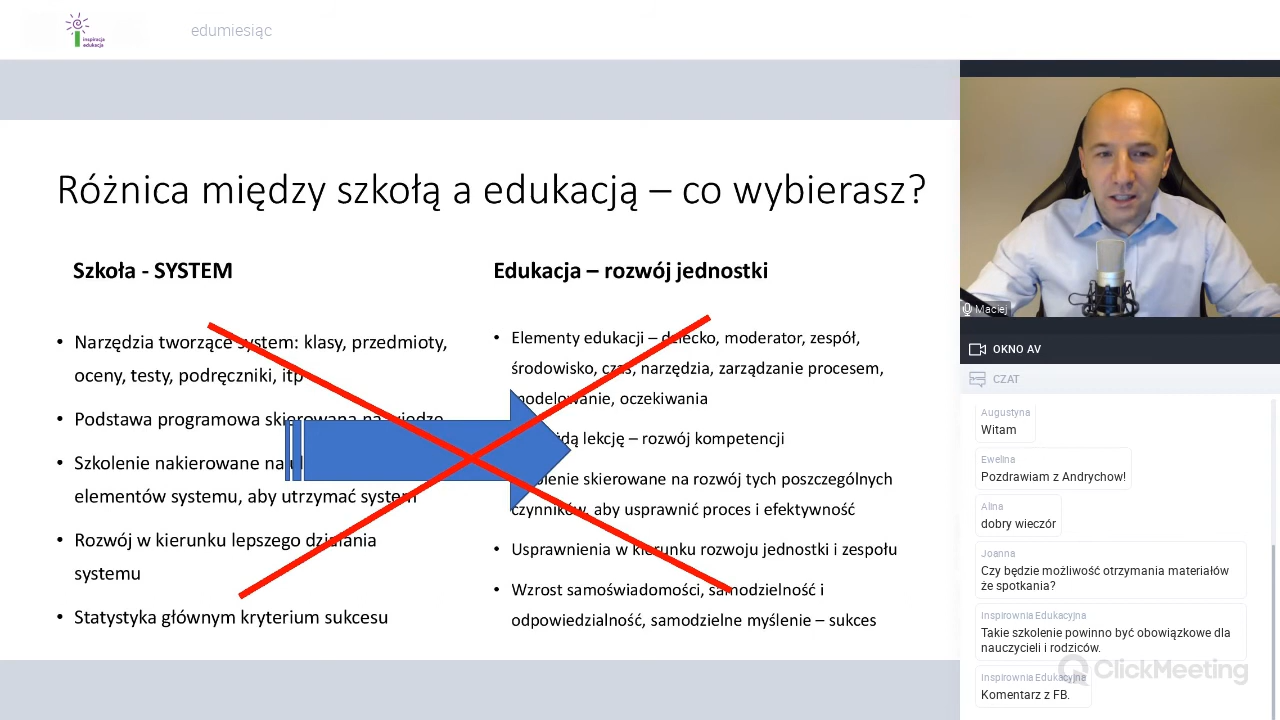 inspiracja
edukacja
edumiesiąc
Różnica między szkołą a edukacją – co wybierasz?
Szkoła - SYSTEM
• Narzędzia tworzące system: klasy, przedmioty,
oceny, testy, podręczniki, itp
• Podstawa programowa skierowana na wiedzę
• Szkolenie nakierowane na
elementów systemu, aby utrzymać system
• Rozwój w kierunku lepszego działania
systemu
• Statystyka głównym kryterium sukcesu
Edukacja – rozwój jednostki
• Elementy edukacji – dziecko, moderator, zespół,
środowisko, czas, narzędzia, zarządzanie procesem,
modelowanie, oczekiwania
lekcję – rozwój kompetencji
skierowane na rozwój tych poszczególnych
czynników, aby usprawnić proces i efektywność
• Usprawnienia w kierunku rozwoju jednostki i zespołu
• Wzrost samoświadomości, samodzielność i
odpowiedzialność, samodzielne myślenie – sukces
Maciej
OKNO AV
CZAT
Augustyna
Witam
Ewelina
Pozdrawiam z Andrychow!
Alina
dobry wieczór
Joanna
Czy będzie możliwość otrzymania materiałów
że spotkania?
Inspirownia Edukacyjna
Takie szkolenie powinno być obowiązkowe dla
nauczycieli i rodziców.
Inspirownia Edukacyjna
Komentarz z FB.
ClickMeeting